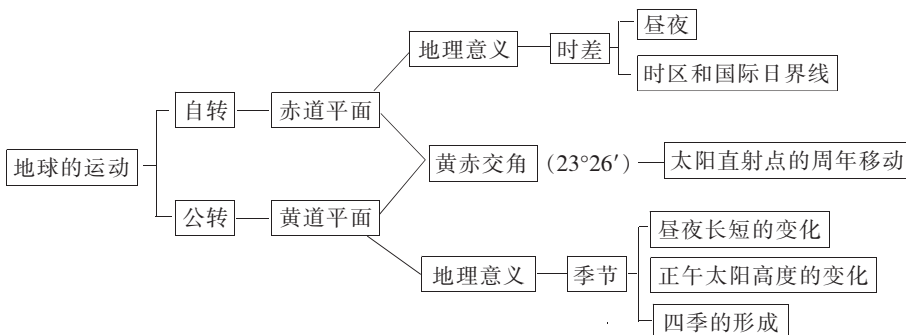 昼夜
地理意义
时差
时区和国际日界线
自转
赤道平面
地球的运动
黄赤交角
(23°26′)
太阳直射点的周年移动
公转
黄道平面
昼夜长短的变化
地理意义
季节
正午太阳高度的变化
四季的形成